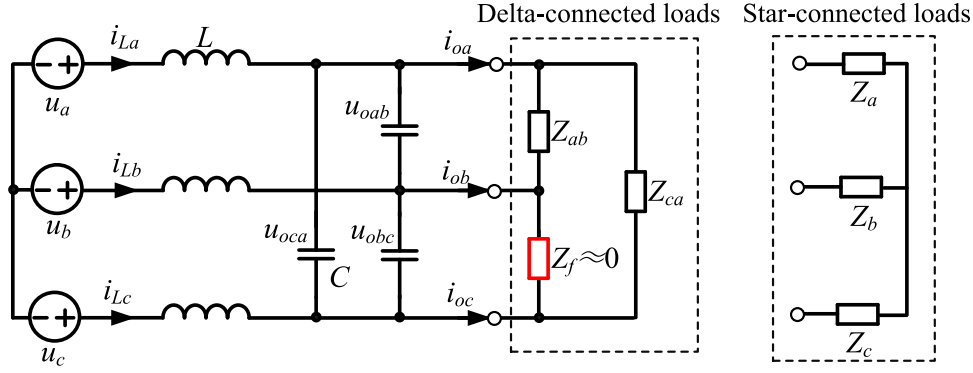 Delta-connected loads
Star-connected loads
i_La
L
i_oa
u_a
u_oab
Z_ab
Z_a
i_Lb
i_ob
u_b
u_oca
u_obc
Z_ca
Z_b
C
Z_f≈0
i_Lc
i_oc
u_c
Z_c